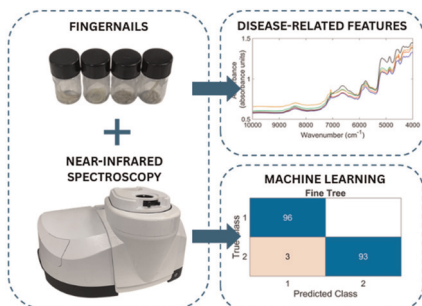 FINGERNAILS
+
NEAR-INFRARED
SPECTROSCOPY
DISEASE-RELATED FEATURES
Absorbance
(absorbance units)
1.5
1
0.5
10000 9000 8000 7000 6000 5000 4000
Wavenumber (cm⁻¹)
MACHINE LEARNING
Fine Tree
True Class
1
96
2
3
93
1 2
Predicted Class